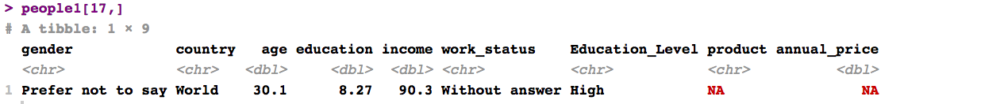 > people1[17,]
# A tibble: 1 × 9
gender country age education income work_status Education_Level product annual_price
<chr> <chr> <dbl> <dbl> <dbl> <chr> <chr> <chr> <dbl>
1 Prefer not to say World 30.1 8.27 90.3 Without answer High NA NA